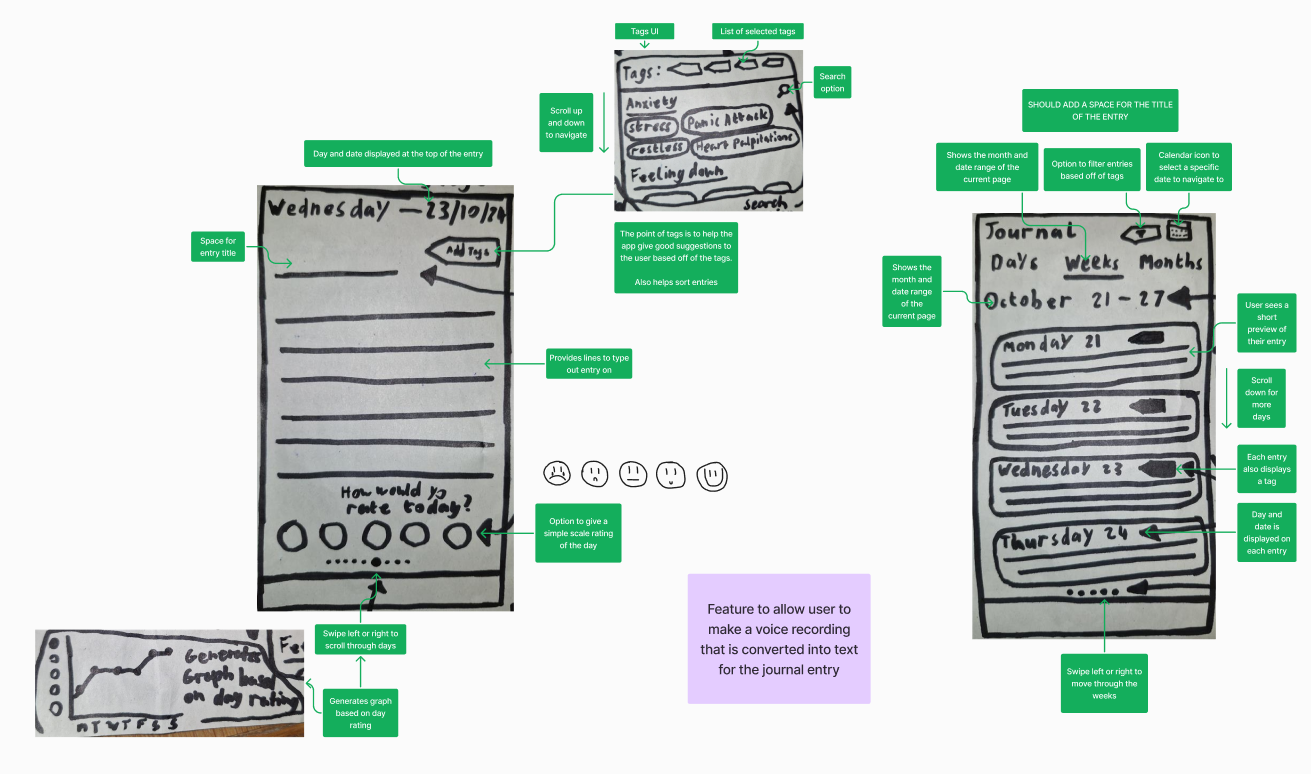 Tags UI
List of selected tags
Search
option
Scroll up
and down
to navigate
Tags:
Anxiety
Stress
Panic Attack
restless
Heart Palpitations
Feeling down
search
The point of tags is to help the
app give good suggestions to
the user based off of the tags.
Also helps sort entries
Day and date displayed at the top of the entry
Wednesday — 23/10/24
Add Tags
Space for
entry title
Provides lines to type
out entry on
How would yo
rate today?
Option to give a
simple scale rating
of the day
Swipe left or right to
scroll through days
Generates graph
based on day
rating
Generates
Graph based
on day rating
Fe
M T W T F S S
Feature to allow user to
make a voice recording
that is converted into text
for the journal entry
SHOULD ADD A SPACE FOR THE TITLE
OF THE ENTRY
Shows the month and
date range of the
current page
Option to filter entries
based off of tags
Calendar icon to
select a specific
date to navigate to
Journal
Days Weeks Months
October 21 - 27
Shows the
month and
date range
of the
current page
Monday 21
Tuesday 22
Wednesday 23
Thursday 24
User sees a
short
preview of
their entry
Scroll
down for
more
days
Each entry
also displays
a tag
Day and
date is
displayed on
each entry
Swipe left or right to
move through the
weeks